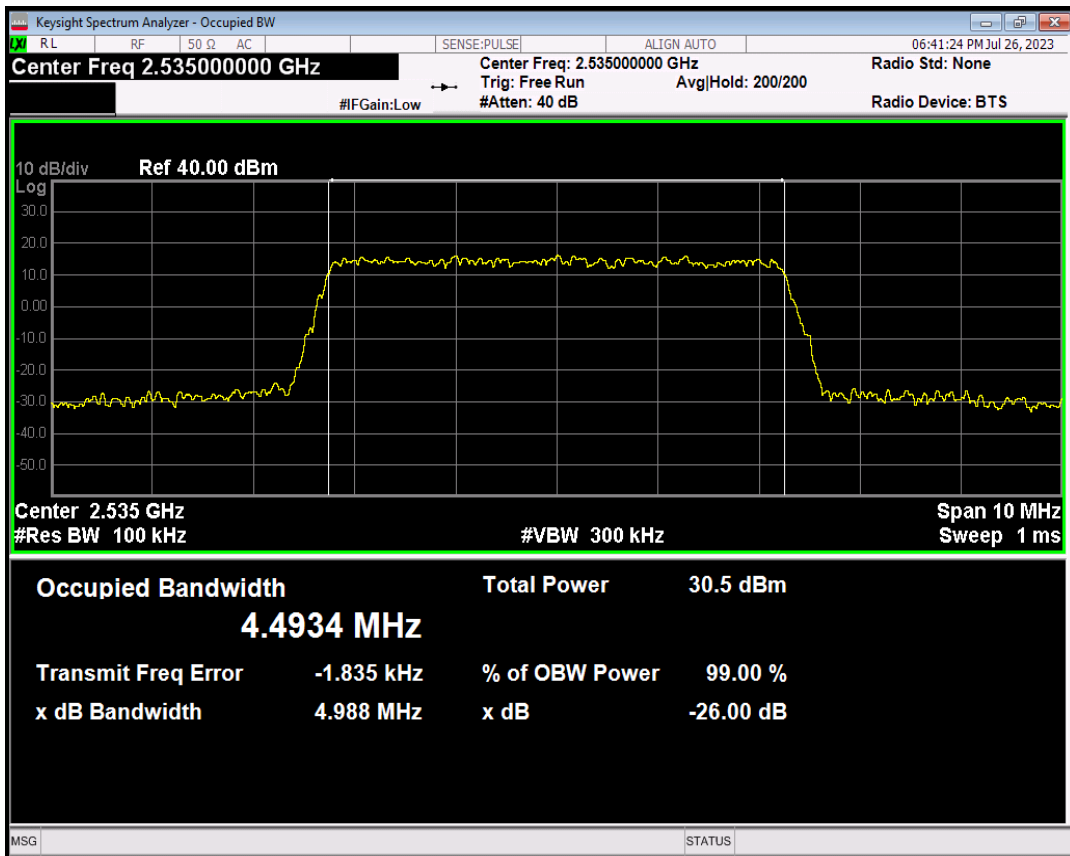 Keysight Spectrum Analyzer - Occupied BW
LXI RL RF 50 Ω AC SENSE:PULSE ALIGN AUTO 06:41:24 PM Jul 26, 2023
Center Freq 2.535000000 GHz Center Freq: 2.535000000 GHz Radio Std: None
Trig: Free Run Avg|Hold: 200/200
#IFGain:Low #Atten: 40 dB Radio Device: BTS
10 dB/div Ref 40.00 dBm
Log
30.0
20.0
10.0
0.00
-10.0
-20.0
-30.0
-40.0
-50.0
Center 2.535 GHz Span 10 MHz
#Res BW 100 kHz #VBW 300 kHz Sweep 1 ms
Occupied Bandwidth Total Power 30.5 dBm
4.4934 MHz
Transmit Freq Error -1.835 kHz % of OBW Power 99.00 %
x dB Bandwidth 4.988 MHz x dB -26.00 dB
MSG STATUS